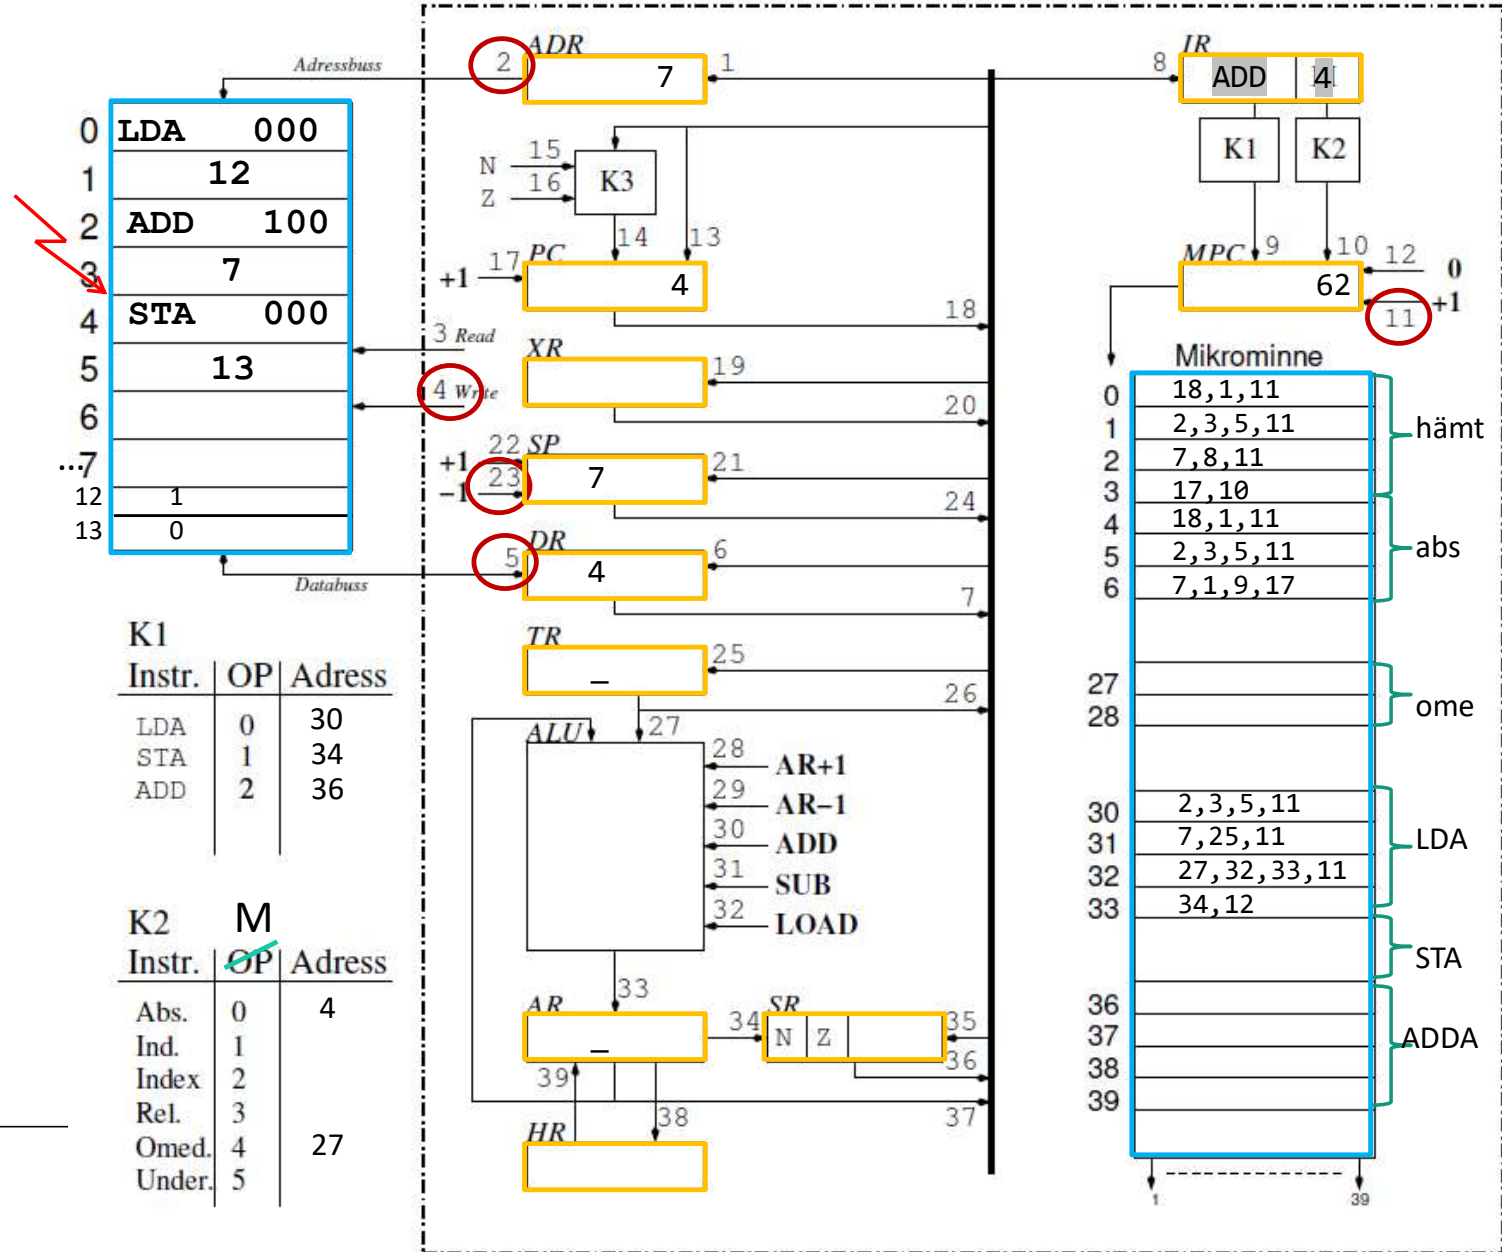 Adressbuss
0 LDA 000
1 12
2 ADD 100
3 7
4 STA 000
5 13
6
...7
12 1
13 0
Databuss
K1
Instr. OP Adress
LDA 0 30
STA 1 34
ADD 2 36
K2 M
Instr. OP Adress
Abs. 0 4
Ind. 1
Index 2
Rel. 3
Omed. 4 27
Under. 5
ADR
2 7 1
N 15
Z 16
K3
14 13
PC
+1 17 4
18
3 Read
4 Write
XR
19
20
SP
+1 22
-1 23 7 21
24
DR
5 4 6
7
TR
25
–
26
ALU 27
28 AR+1
29 AR−1
30 ADD
31 SUB
32 LOAD
33
AR
–
34
SR
N Z
35
36
39 38 37
HR
8
IR
ADD 4
K1 K2
9 10
MPC
12 0
62
11 +1
Mikrominne
0 18,1,11
1 2,3,5,11
2 7,8,11
3 17,10
hämt
4 18,1,11
5 2,3,5,11
6 7,1,9,17
abs
27
28
ome
30 2,3,5,11
31 7,25,11
32 27,32,33,11
33 34,12
LDA
STA
36
37
38
39
ADDA
1 39